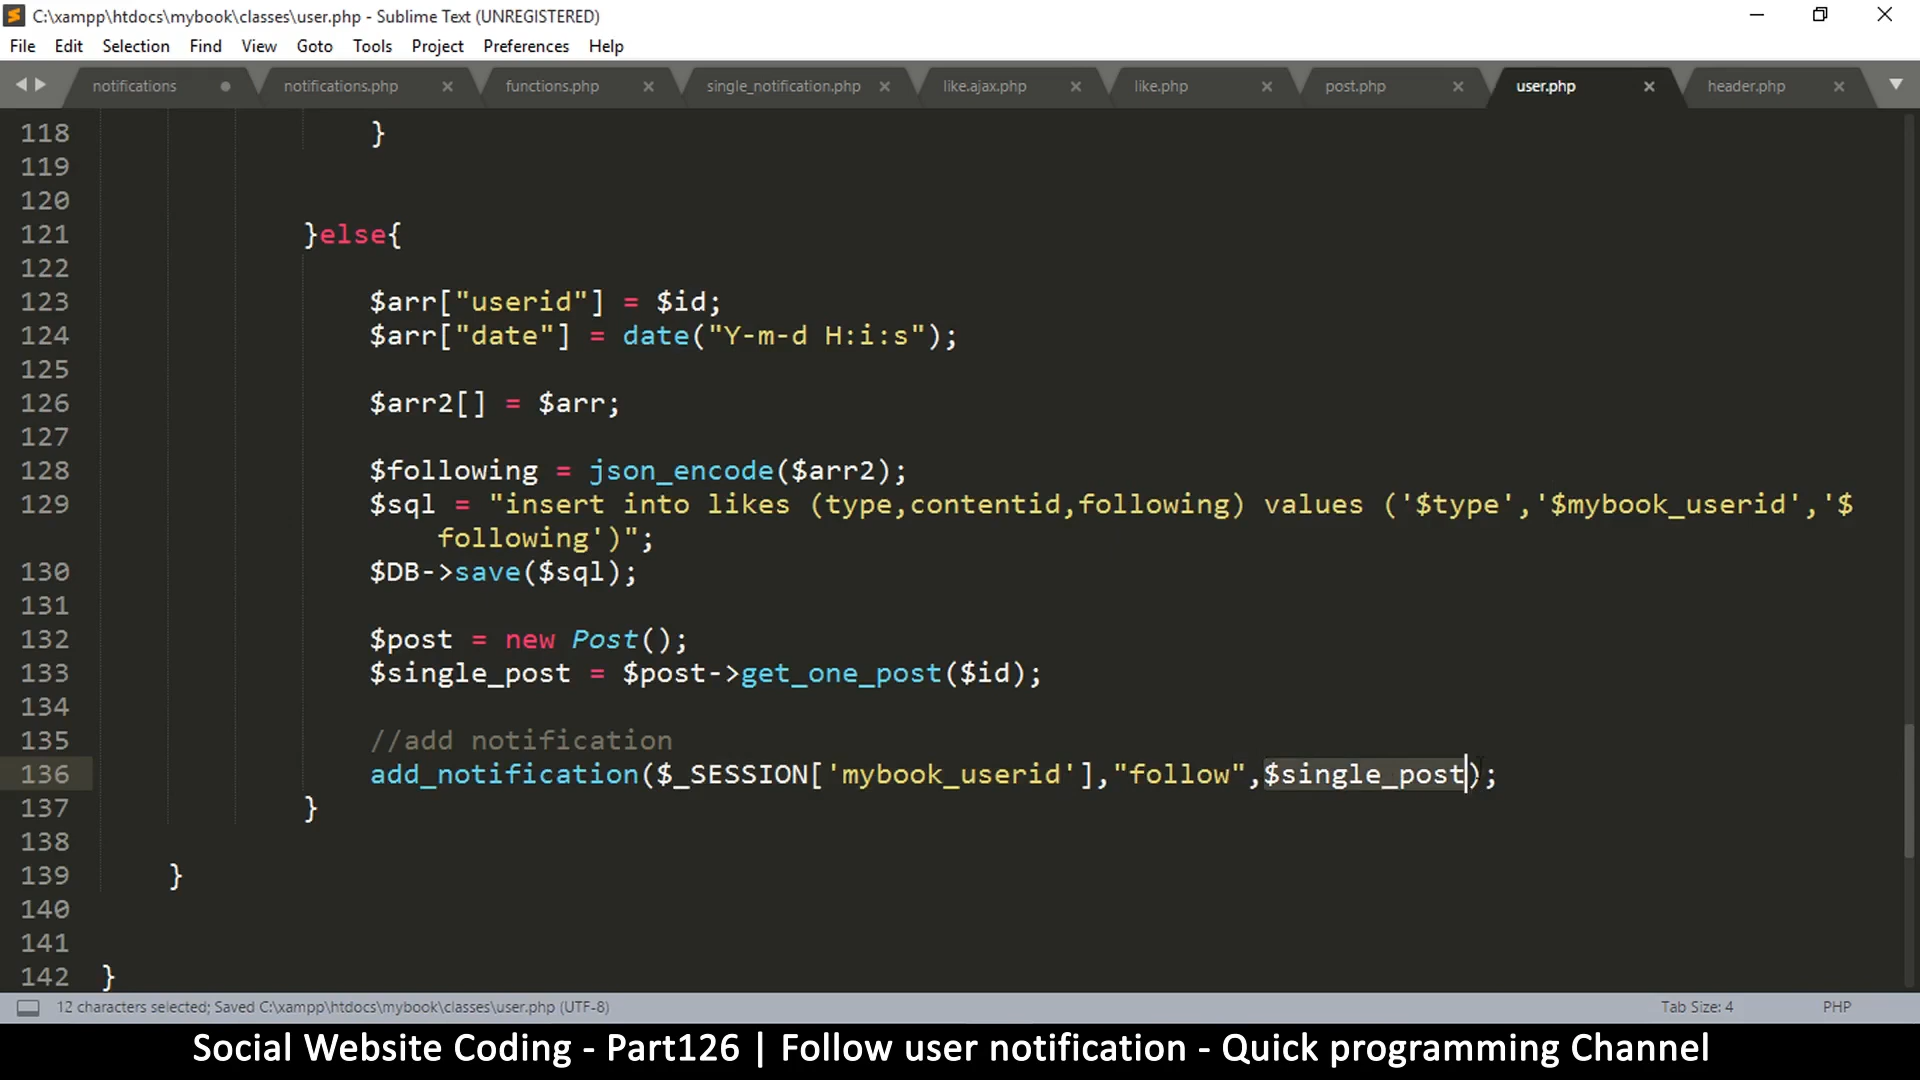 C:\xampp\htdocs\mybook\classes\user.php - Sublime Text (UNREGISTERED)
File Edit Selection Find View Goto Tools Project Preferences Help
notifications notifications.php functions.php single_notification.php like.ajax.php like.php post.php user.php header.php
118 }
119
120
121 }else{
122
123 $arr["userid"] = $id;
124 $arr["date"] = date("Y-m-d H:i:s");
125
126 $arr2[] = $arr;
127
128 $following = json_encode($arr2);
129 $sql = "insert into likes (type,contentid,following) values ('$type','$mybook_userid','$
following')";
130 $DB->save($sql);
131
132 $post = new Post();
133 $single_post = $post->get_one_post($id);
134
135 //add notification
136 add_notification($_SESSION['mybook_userid'],"follow",$single_post);
137 }
138
139 }
140
141
142 }
12 characters selected; Saved C:\xampp\htdocs\mybook\classes\user.php (UTF-8) Tab Size: 4 PHP
Social Website Coding - Part126 | Follow user notification - Quick programming Channel